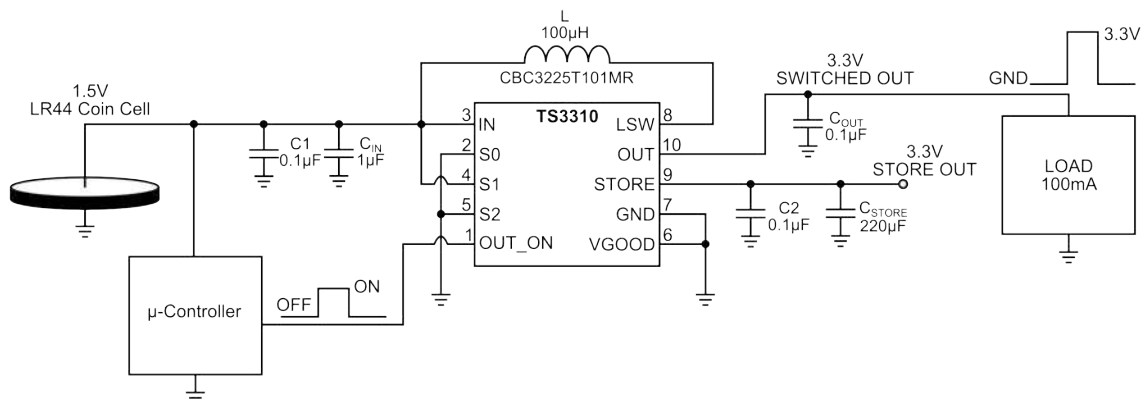 L
100µH
CBC3225T101MR
1.5V
LR44 Coin Cell
3.3V
SWITCHED OUT
GND
3.3V
TS3310
3
IN
LSW
8
2
S0
OUT
10
4
S1
STORE
9
5
S2
GND
7
1
OUT_ON
VGOOD
6
C1
0.1µF
CIN
1µF
COUT
0.1µF
3.3V
STORE OUT
C2
0.1µF
CSTORE
220µF
LOAD
100mA
µ-Controller
OFF
ON